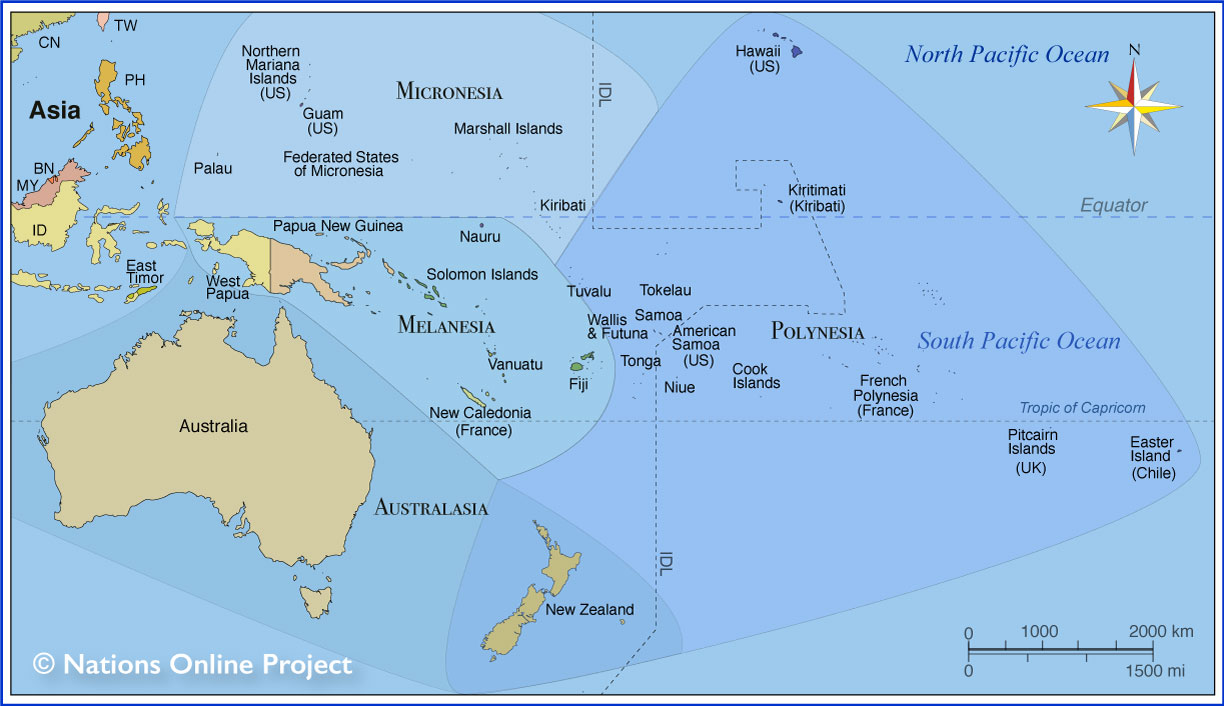 TW
CN
PH
Asia
BN
MY
ID
Northern
Mariana
Islands
(US)
Guam
(US)
MICRONESIA
Marshall Islands
Palau
Federated States
of Micronesia
Kiribati
IDL
Hawaii
(US)
North Pacific Ocean
N
Kiritimati
(Kiribati)
Equator
Papua New Guinea
Nauru
East
Timor
West
Papua
Solomon Islands
MELANESIA
Tuvalu
Tokelau
Wallis
& Futuna
Samoa
American
Samoa
(US)
POLYNESIA
South Pacific Ocean
Vanuatu
Fiji
Tonga
Niue
Cook
Islands
French
Polynesia
(France)
New Caledonia
(France)
Tropic of Capricorn
Australia
Pitcairn
Islands
(UK)
Easter
Island
(Chile)
AUSTRALASIA
IDL
New Zealand
0 1000 2000 km
0 1500 mi
© Nations Online Project